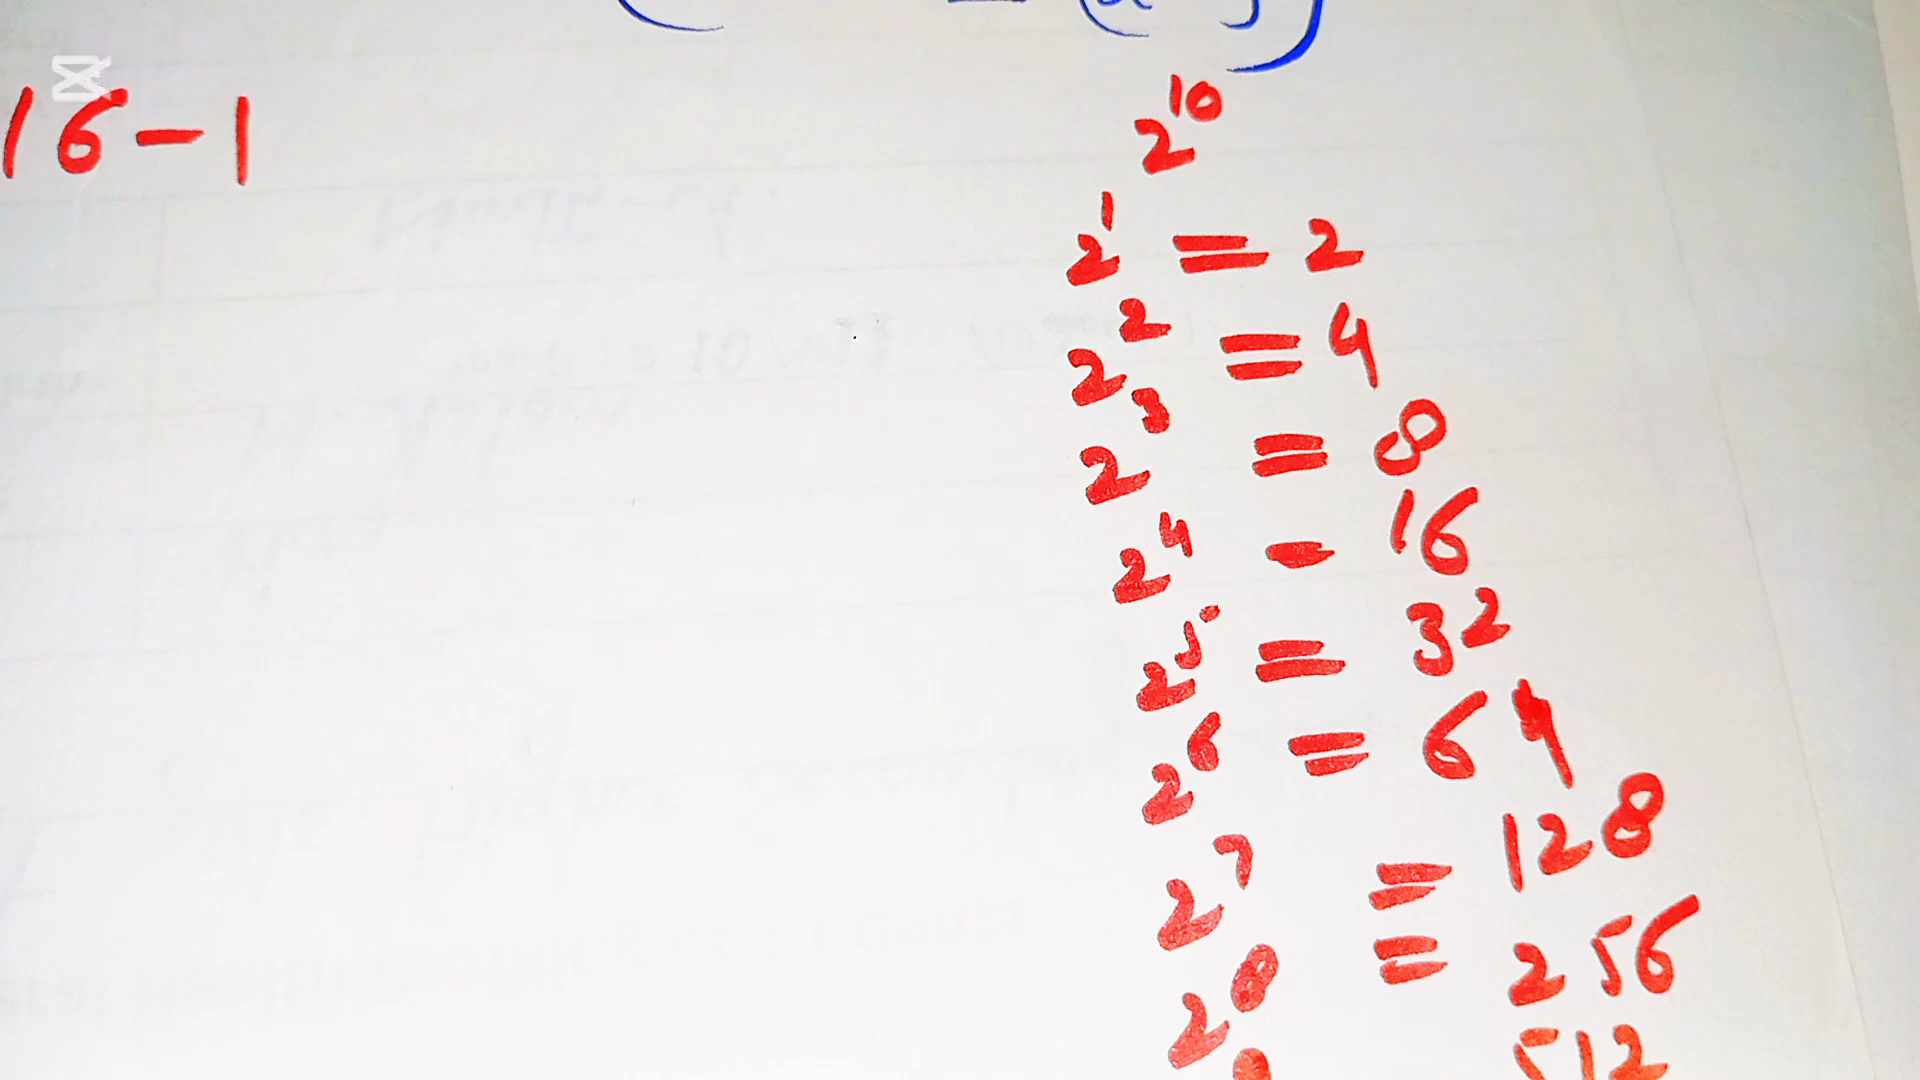 16-1
2^10
2^1 = 2
2^2 = 4
2^3 = 8
2^4 - 16
2^5 = 32
2^6 = 64
2^7 = 128
2^8 = 256
512